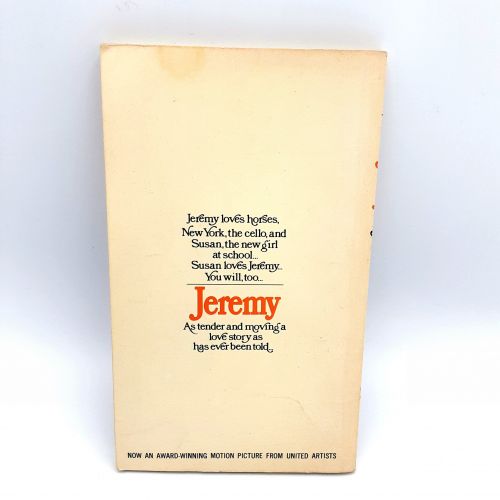 Jeremy loves horses,
New York, the cello, and
Susan, the new girl
at school...
Susan loves Jeremy..
You will, too...
Jeremy
As tender and moving a
love story as
has ever been told.
NOW AN AWARD-WINNING MOTION PICTURE FROM UNITED ARTISTS